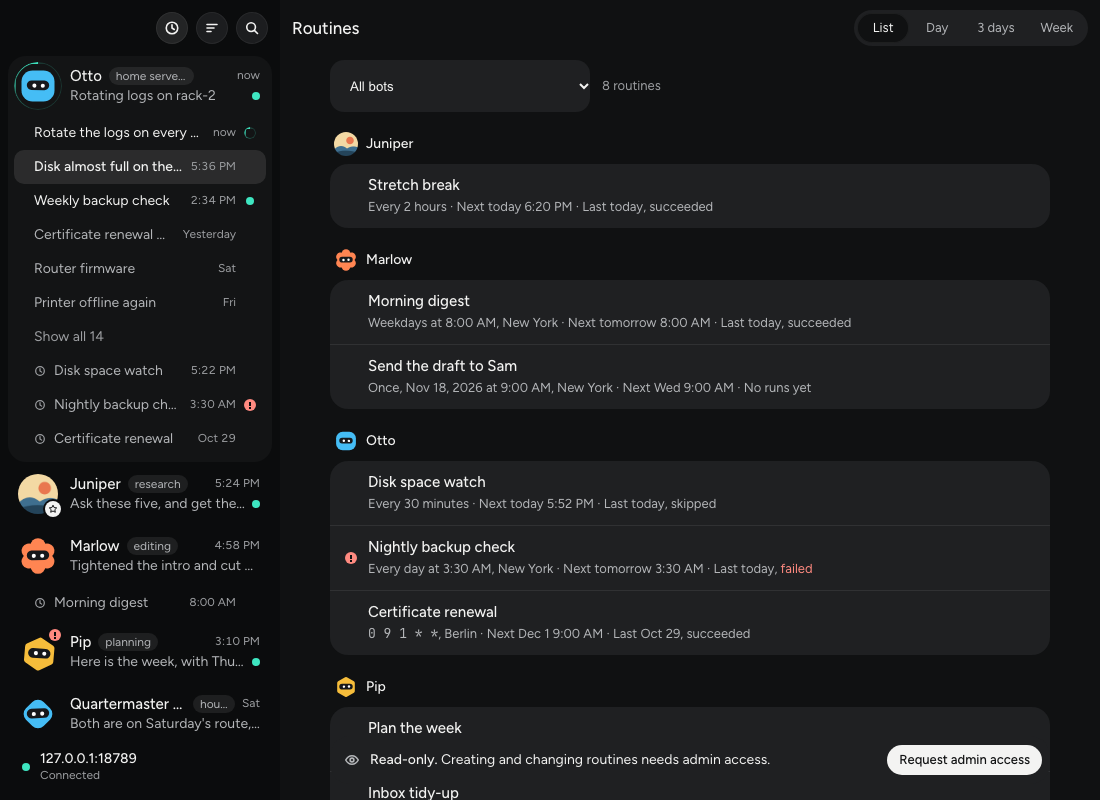 Routines
List
Day
3 days
Week
Otto
home serve...
now
Rotating logs on rack-2
Rotate the logs on every ...
now
Disk almost full on the...
5:36 PM
Weekly backup check
2:34 PM
Certificate renewal ...
Yesterday
Router firmware
Sat
Printer offline again
Fri
Show all 14
Disk space watch
5:22 PM
Nightly backup ch...
3:30 AM
Certificate renewal
Oct 29
Juniper
research
5:24 PM
Ask these five, and get the...
Marlow
editing
4:58 PM
Tightened the intro and cut ...
Morning digest
8:00 AM
Pip
planning
3:10 PM
Here is the week, with Thu...
Quartermaster ...
hou...
Sat
Both are on Saturday's route,...
127.0.0.1:18789
Connected
All bots
8 routines
Juniper
Stretch break
Every 2 hours · Next today 6:20 PM · Last today, succeeded
Marlow
Morning digest
Weekdays at 8:00 AM, New York · Next tomorrow 8:00 AM · Last today, succeeded
Send the draft to Sam
Once, Nov 18, 2026 at 9:00 AM, New York · Next Wed 9:00 AM · No runs yet
Otto
Disk space watch
Every 30 minutes · Next today 5:52 PM · Last today, skipped
Nightly backup check
Every day at 3:30 AM, New York · Next tomorrow 3:30 AM · Last today, failed
Certificate renewal
0 9 1 * *, Berlin · Next Dec 1 9:00 AM · Last Oct 29, succeeded
Pip
Plan the week
Read-only. Creating and changing routines needs admin access.
Request admin access
Inbox tidy-up